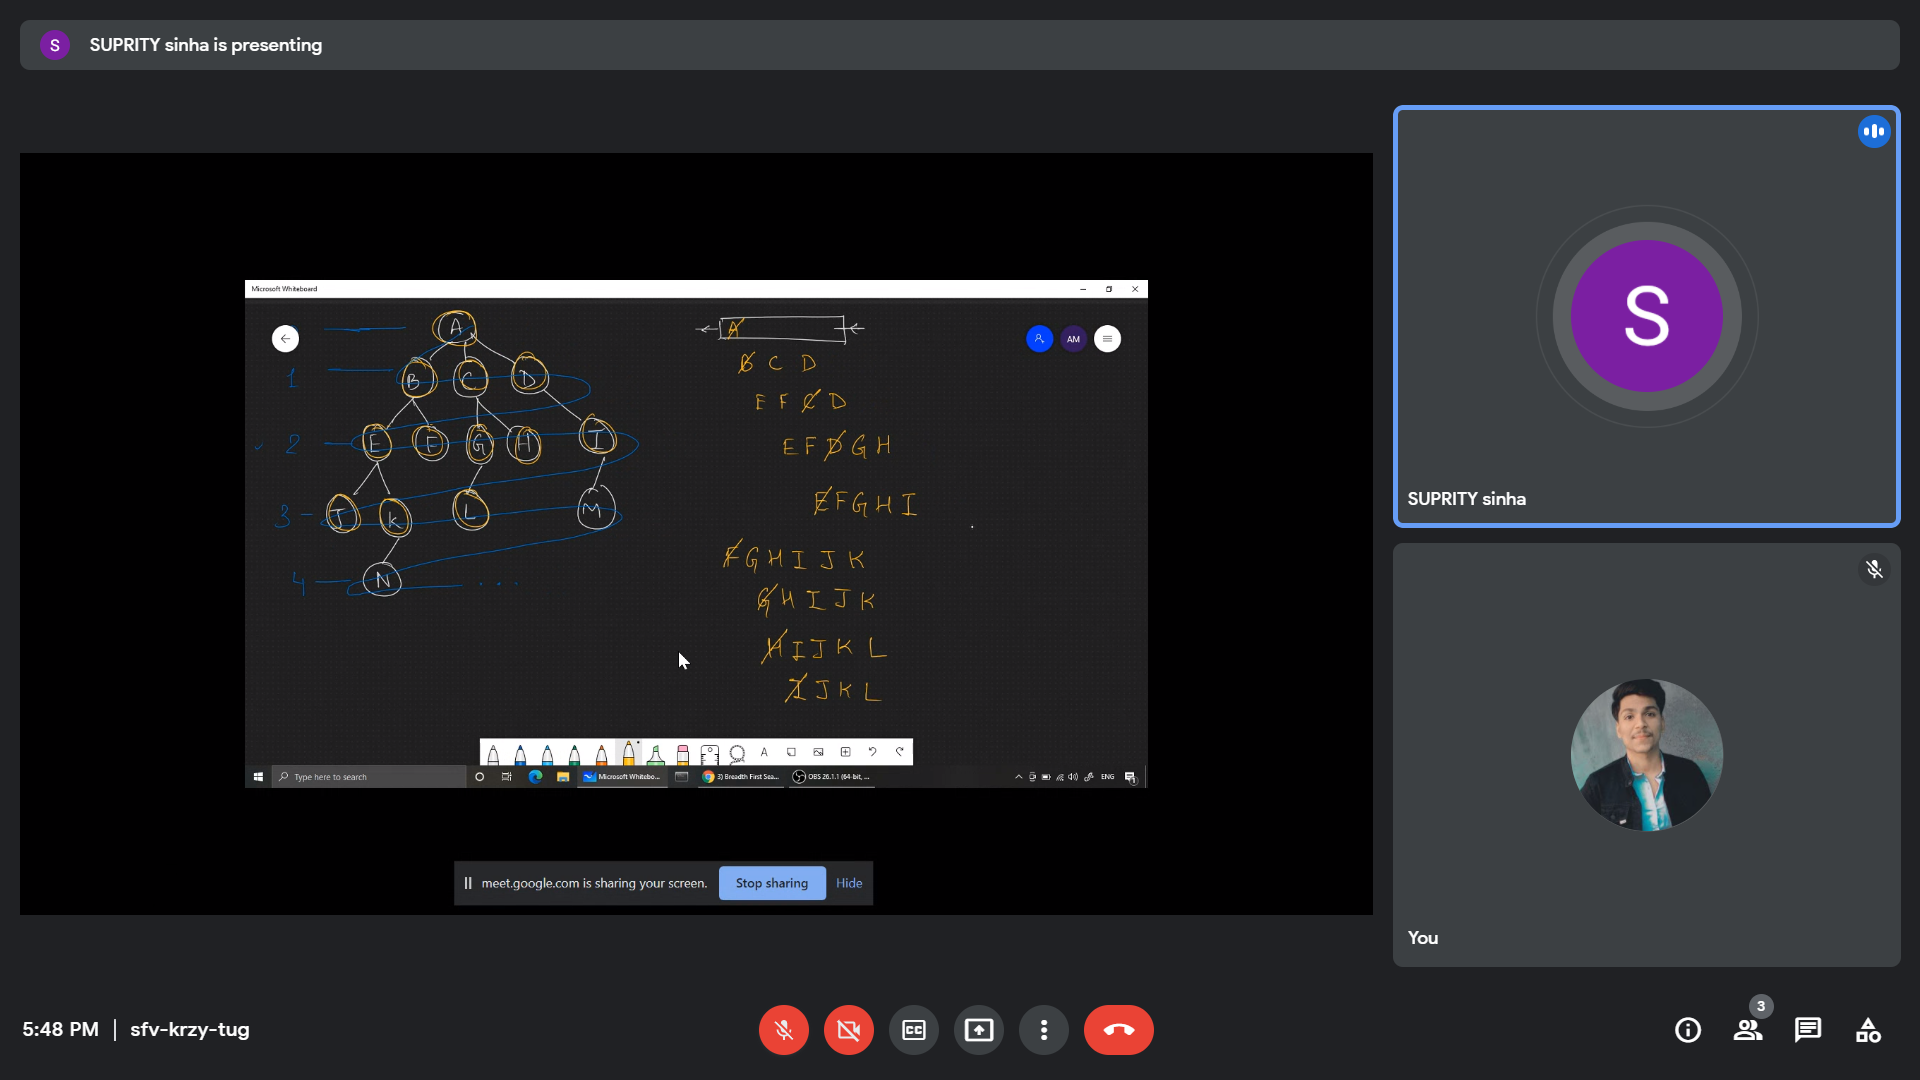 S SUPRITY sinha is presenting
Microsoft Whiteboard
A
A
AM
1
B C D
B C D
E F C D
2
E F G H I
E F D G H
3
J K L M
E F G H I
4
N
F G H I J K
G H I J K
H I J K L
I J K L
A
Type here to search
Microsoft Whitebo...
3) Breadth First Sea...
OBS 26.1.1 (64-bit, ...
ENG
meet.google.com is sharing your screen.
Stop sharing
Hide
S
SUPRITY sinha
You
5:48 PM | sfv-krzy-tug
CC
3